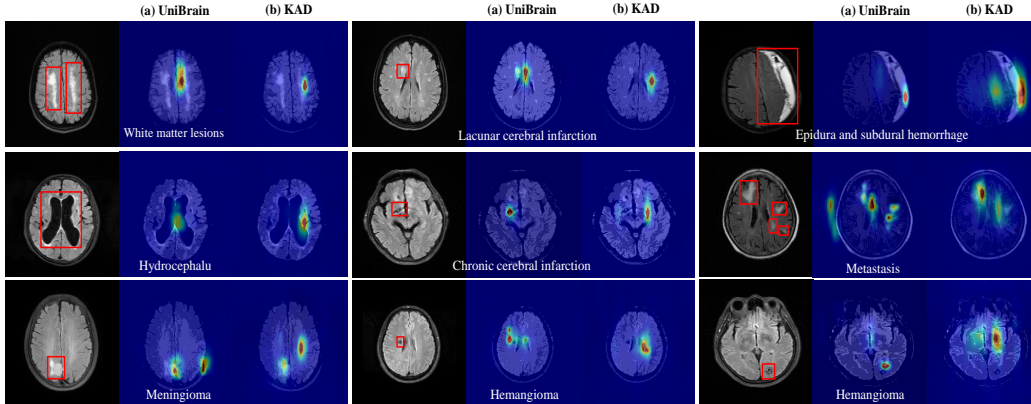 (a) UniBrain (b) KAD (a) UniBrain (b) KAD (a) UniBrain (b) KAD
White matter lesions
Lacunar cerebral infarction
Epidura and subdural hemorrhage
Hydrocephalu
Chronic cerebral infarction
Metastasis
Meningioma
Hemangioma
Hemangioma